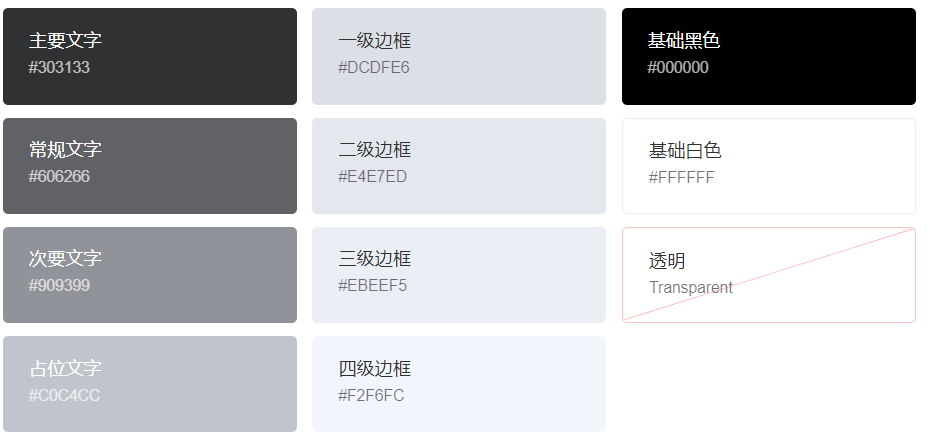 主要文字
#303133
一级边框
#DCDFE6
基础黑色
#000000
常规文字
#606266
二级边框
#E4E7ED
基础白色
#FFFFFF
次要文字
#909399
三级边框
#EBEEF5
透明
Transparent
占位文字
#C0C4CC
四级边框
#F2F6FC